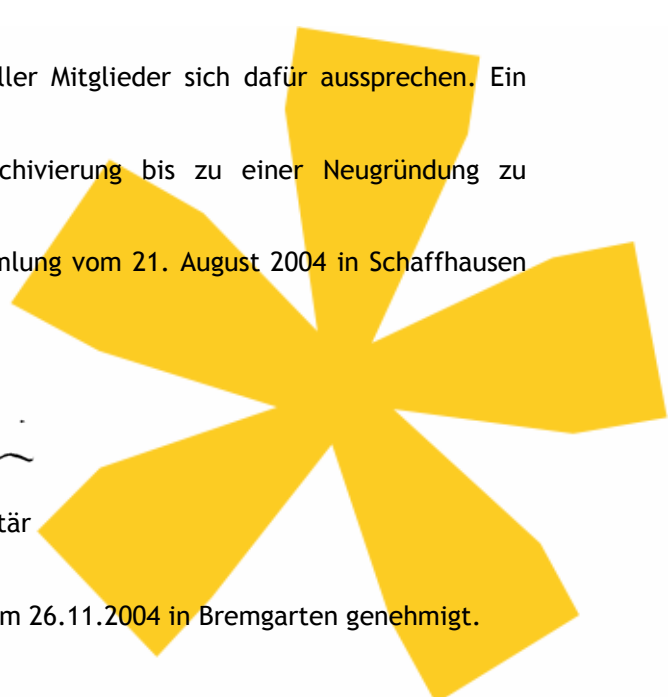 ller Mitglieder sich dafür aussprechen. Ein
chivierung bis zu einer Neugründung zu
mlung vom 21. August 2004 in Schaffhausen
tär
m 26.11.2004 in Bremgarten genehmigt.